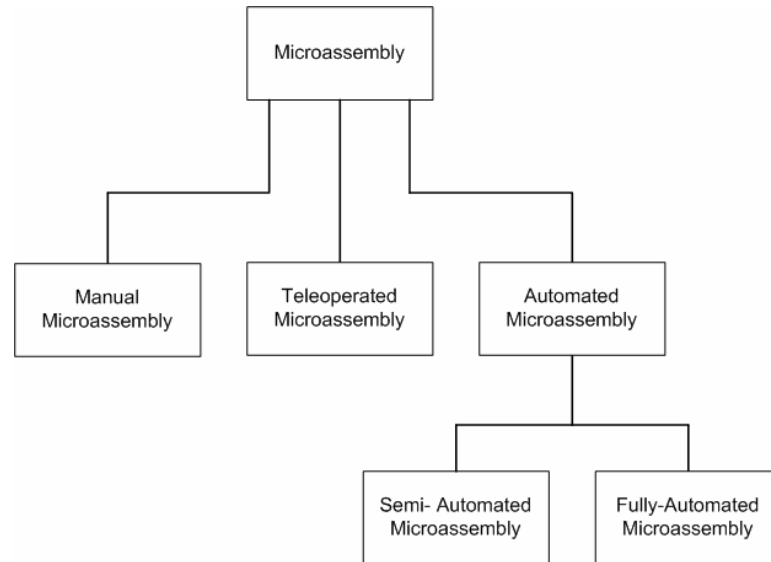 Microassembly
Manual
Microassembly
Teleoperated
Microassembly
Automated
Microassembly
Semi- Automated
Microassembly
Fully-Automated
Microassembly